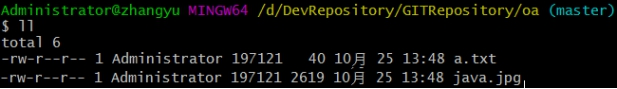 Administrator@zhangyu MINGW64 /d/DevRepository/GITRepository/oa (master)
$ ll
total 6
-rw-r--r-- 1 Administrator 197121   40 10月 25 13:48 a.txt
-rw-r--r-- 1 Administrator 197121 2619 10月 25 13:48 java.jpg